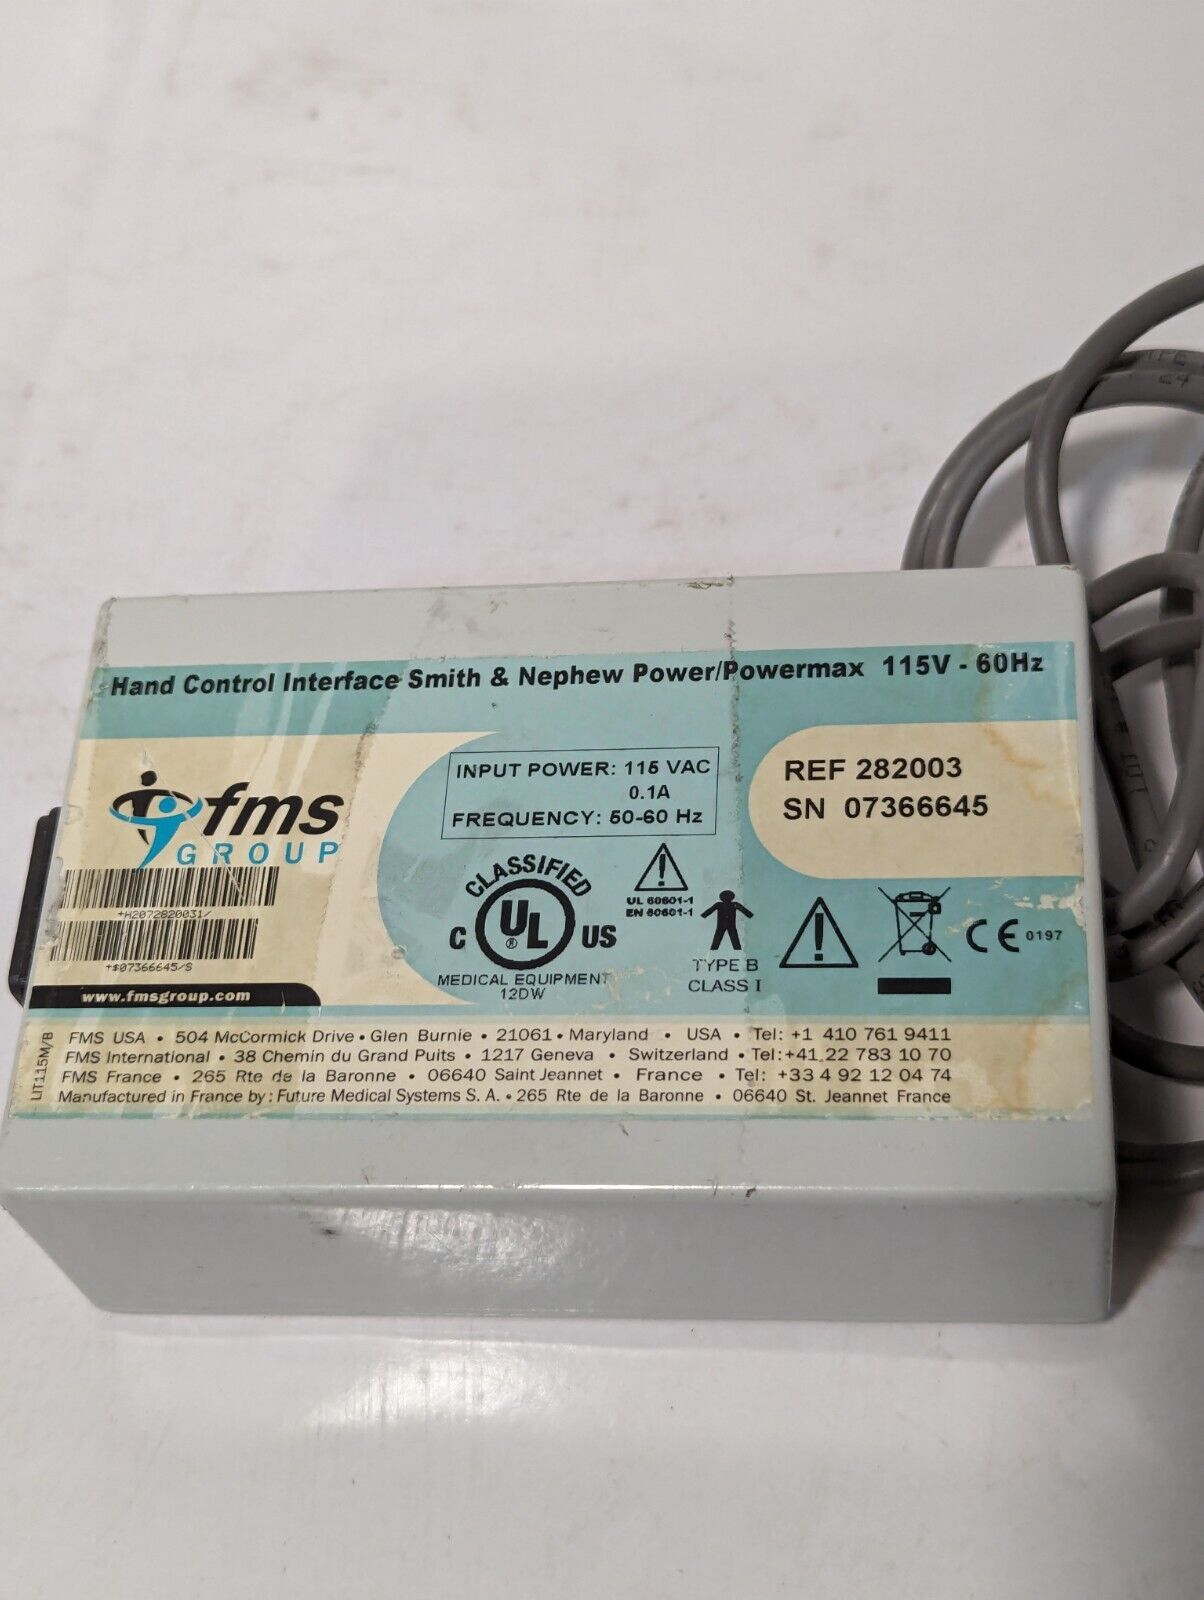 Hand Control Interface Smith & Nephew Power/Powermax 115V - 60Hz
fms
GROUP
*H2072820031/
*$07366645/S
www.fmsgroup.com
INPUT POWER: 115 VAC
0.1A
FREQUENCY: 50-60 Hz
CLASSIFIED
C UL ® US
MEDICAL EQUIPMENT
12DW
UL 60601-1
EN 60601-1
TYPE B
CLASS I
REF 282003
SN 07366645
CE 0197
LIT115M/B
FMS USA • 504 McCormick Drive • Glen Burnie • 21061 • Maryland • USA • Tel: +1 410 761 9411
FMS International • 38 Chemin du Grand Puits • 1217 Geneva • Switzerland • Tel:+41.22 783 10 70
FMS France • 265 Rte de la Baronne • 06640 Saint Jeannet • France • Tel: +33 4 92 12 04 74
Manufactured in France by : Future Medical Systems S. A. • 265 Rte de la Baronne • 06640 St. Jeannet France